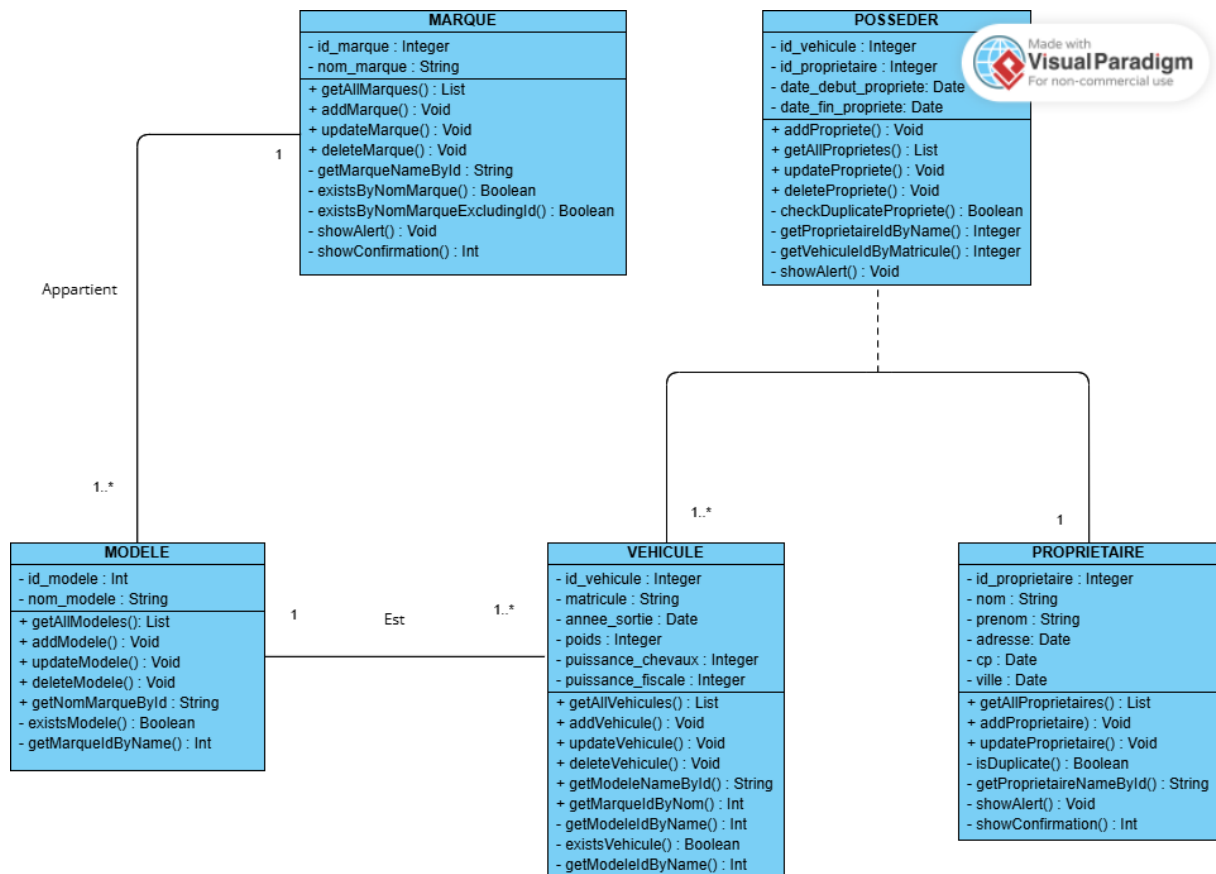 MARQUE
- id_marque : Integer
- nom_marque : String
+ getAllMarques() : List
+ addMarque() : Void
+ updateMarque() : Void
+ deleteMarque() : Void
- getMarqueNameById : String
- existsByNomMarque() : Boolean
- existsByNomMarqueExcludingId() : Boolean
- showAlert() : Void
- showConfirmation() : Int
POSSEDER
- id_vehicule : Integer
- id_proprietaire : Integer
- date_debut_propriete: Date
- date_fin_propriete: Date
+ addPropriete() : Void
+ getAllProprietes() : List
+ updatePropriete() : Void
+ deletePropriete() : Void
- checkDuplicatePropriete() : Boolean
- getProprietaireIdByName() : Integer
- getVehiculeIdByMatricule() : Integer
- showAlert() : Void
Made with
VisualParadigm
For non-commercial use
1
Appartient
1..*
1..*
1
MODELE
- id_modele : Int
- nom_modele : String
+ getAllModeles(): List
+ addModele() : Void
+ updateModele() : Void
+ deleteModele() : Void
+ getNomMarqueById : String
- existsModele() : Boolean
- getMarqueIdByName() : Int
1
Est
1..*
VEHICULE
- id_vehicule : Integer
- matricule : String
- annee_sortie : Date
- poids : Integer
- puissance_chevaux : Integer
- puissance_fiscale : Integer
+ getAllVehicules() : List
+ addVehicule() : Void
+ updateVehicule() : Void
+ deleteVehicule() : Void
+ getModeleNameById() : String
+ getMarqueIdByNom() : Int
- getModeleIdByName() : Int
- existsVehicule() : Boolean
- getModeleIdByName() : Int
PROPRIETAIRE
- id_proprietaire : Integer
- nom : String
- prenom : String
- adresse: Date
- cp : Date
- ville : Date
+ getAllProprietaires() : List
+ addProprietaire) : Void
+ updateProprietaire() : Void
- isDuplicate() : Boolean
- getProprietaireNameById() : String
- showAlert() : Void
- showConfirmation() : Int